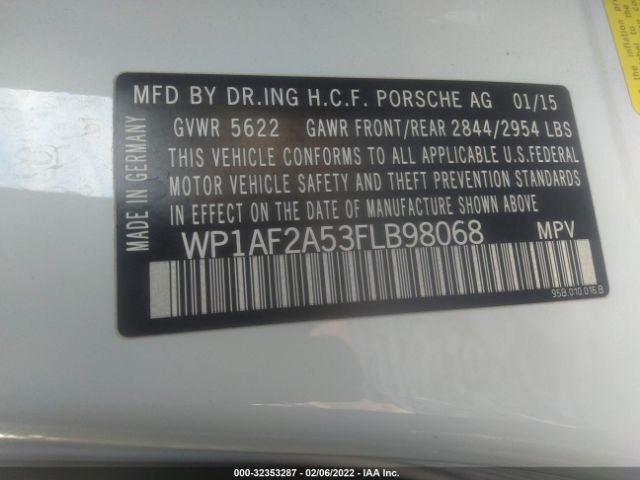 MADE IN GERMANY
MFD BY DR.ING H.C.F. PORSCHE AG 01/15
GVWR 5622 GAWR FRONT/REAR 2844/2954 LBS
THIS VEHICLE CONFORMS TO ALL APPLICABLE U.S.FEDERAL
MOTOR VEHICLE SAFETY AND THEFT PREVENTION STANDARDS
IN EFFECT ON THE DATE OF MANUFACTURE SHOWN ABOVE
WP1AF2A53FLB98068 MPV
95B.010.016.B
000-32353287 - 02/06/2022 - IAA Inc.